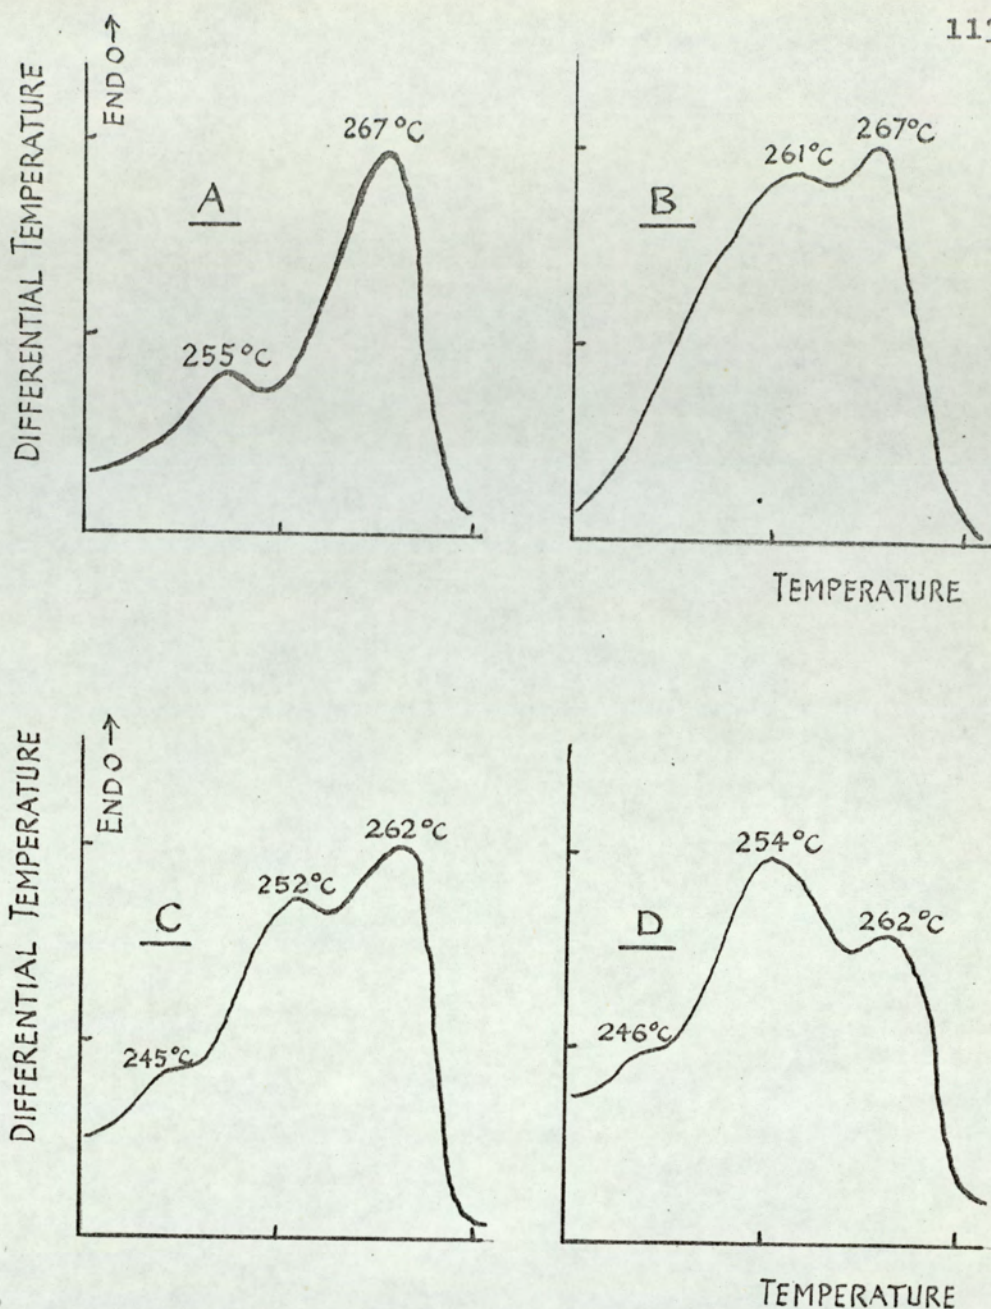 111
DIFFERENTIAL TEMPERATURE
ENDO→
A
255°C
267°C
B
261°C
267°C
TEMPERATURE
DIFFERENTIAL TEMPERATURE
ENDO→
C
245°C
252°C
262°C
D
246°C
254°C
262°C
TEMPERATURE